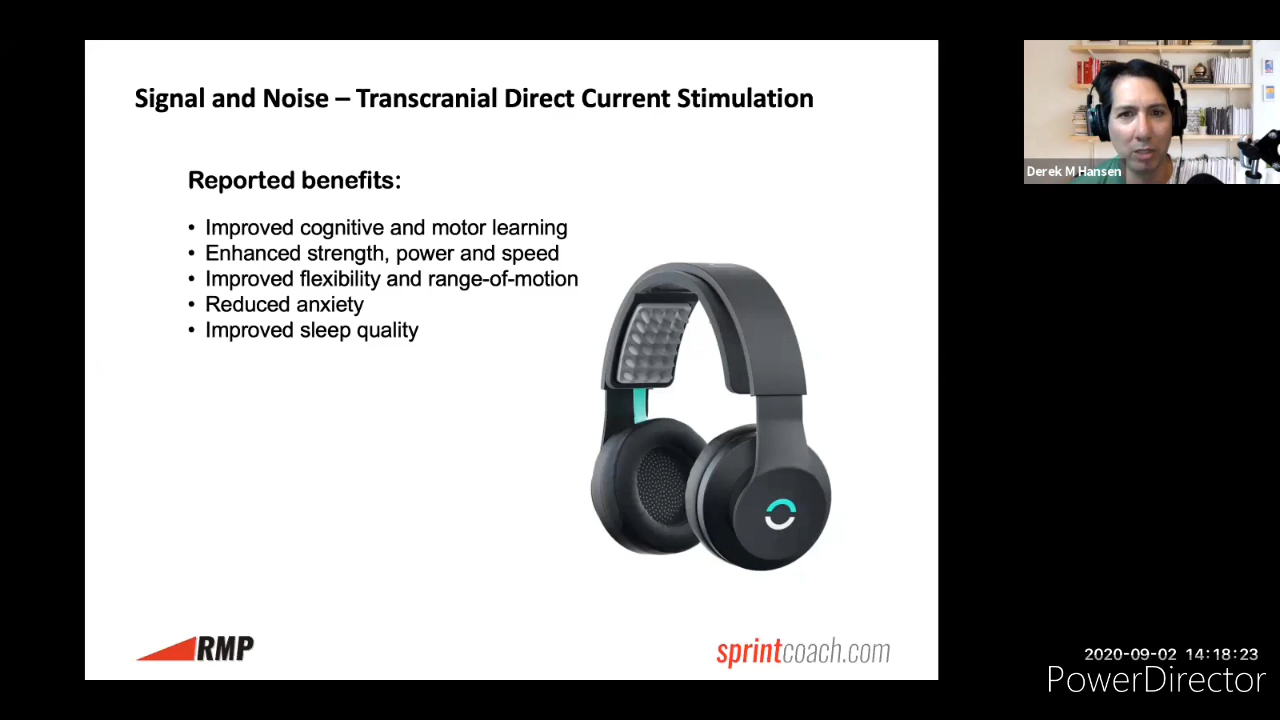 Signal and Noise – Transcranial Direct Current Stimulation
Reported benefits:
• Improved cognitive and motor learning
• Enhanced strength, power and speed
• Improved flexibility and range-of-motion
• Reduced anxiety
• Improved sleep quality
RMP
sprintcoach.com
Derek M Hansen
2020-09-02 14:18:23
PowerDirector